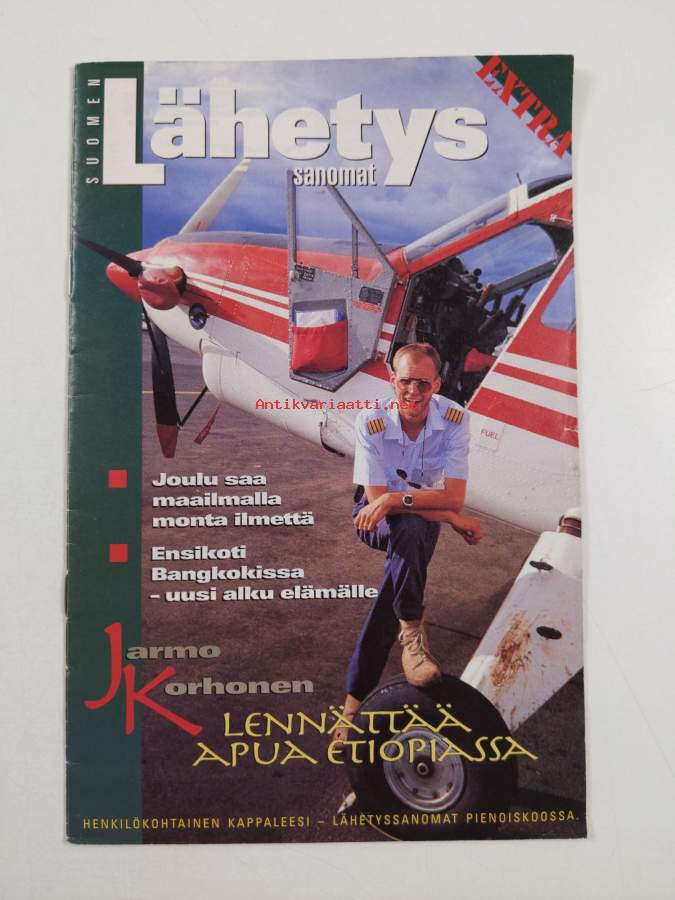 SUOMEN
Lähetys
sanomat
EXTRA
FUEL
Antikvariaatti.net
Joulu saa
maailmalla
monta ilmettä
Ensikoti
Bangkokissa
– uusi alku elämälle
Jarmo
Korhonen
LENNÄTTÄÄ
APUA ETIOPIASSA
HENKILÖKOHTAINEN KAPPALEESI – LÄHETYSSANOMAT PIENOISKOOSSA.